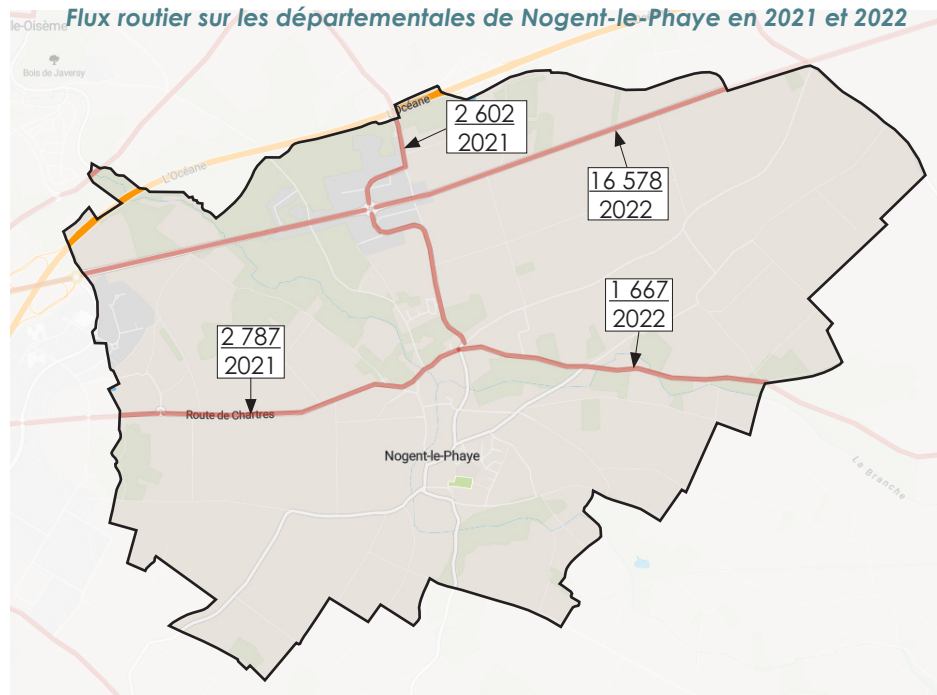 Flux routier sur les départementales de Nogent-le-Phaye en 2021 et 2022
le-Oisème
Bois de Javersy
L'Océane
2 602
2021
L'Océane
16 578
2022
1 667
2022
2 787
2021
Route de Chartres
Nogent-le-Phaye
La Branche